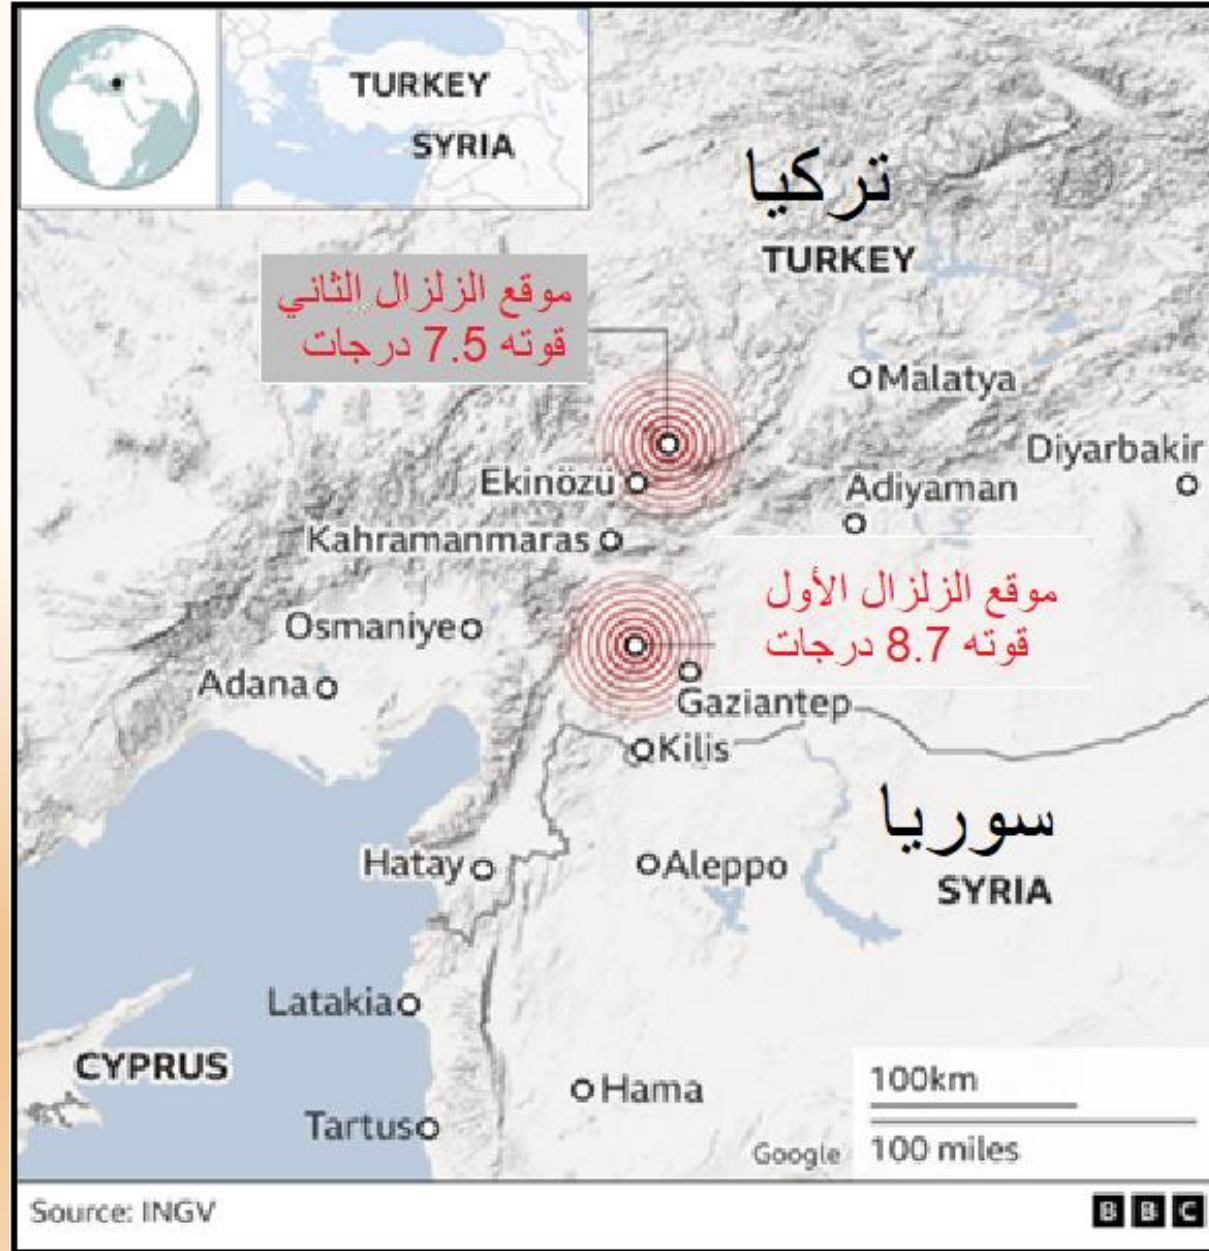 TURKEY
SYRIA
تركيا
TURKEY
موقع الزلزال الثاني
قوته 7.5 درجات
Malatya
Diyarbakir
Ekinözü
Adiyaman
Kahramanmaras
موقع الزلزال الأول
قوته 8.7 درجات
Osmaniye
Adana
Gaziantep
Kilis
سوريا
Hatay
Aleppo
SYRIA
Latakia
CYPRUS
Hama
100km
Tartus
Google
100 miles
Source: INGV
BBC